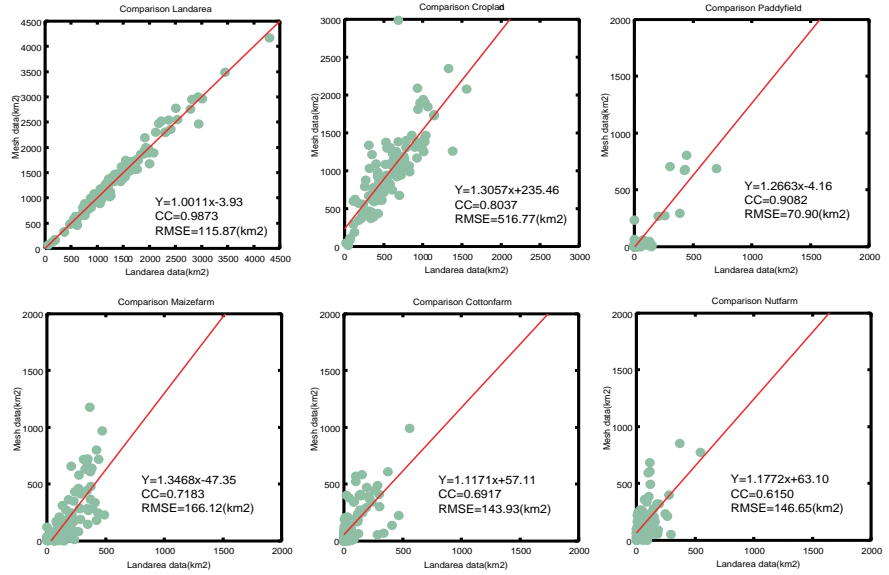 Comparison Landarea
4500
4000
3500
3000
2500
2000
1500
1000
500
0
Mesh data(km2)
Y=1.0011x-3.93
CC=0.9873
RMSE=115.87(km2)
0 500 1000 1500 2000 2500 3000 3500 4000 4500
Landarea data(km2)
Comparison Croplan
3000
2500
2000
1500
1000
500
0
Mesh data(km2)
Y=1.3057x+235.46
CC=0.8037
RMSE=516.77(km2)
0 500 1000 1000 2000 2500 3000
Landarea data(km2)
Comparison Paddyfield
2000
1500
1000
500
0
Mesh data(km2)
Y=1.2663x-4.16
CC=0.9082
RMSE=70.90(km2)
0 500 1000 1500 2000
Landarea data(km2)
Comparison Maizefarm
2000
1500
1000
500
0
Mesh data(km2)
Y=1.3468x-47.35
CC=0.7183
RMSE=166.12(km2)
0 500 1000 1500 2000
Landarea data(km2)
Comparison Cottonfarm
2000
1500
1000
500
0
Mesh data(km2)
Y=1.1171x+57.11
CC=0.6917
RMSE=143.93(km2)
0 500 1000 1500 2000
Landarea data(km2)
Comparison Nutfarm
2000
1500
1000
500
0
Mesh data(km2)
Y=1.1772x+63.10
CC=0.6150
RMSE=146.65(km2)
0 500 1000 1500 2000
Landarea data(km2)